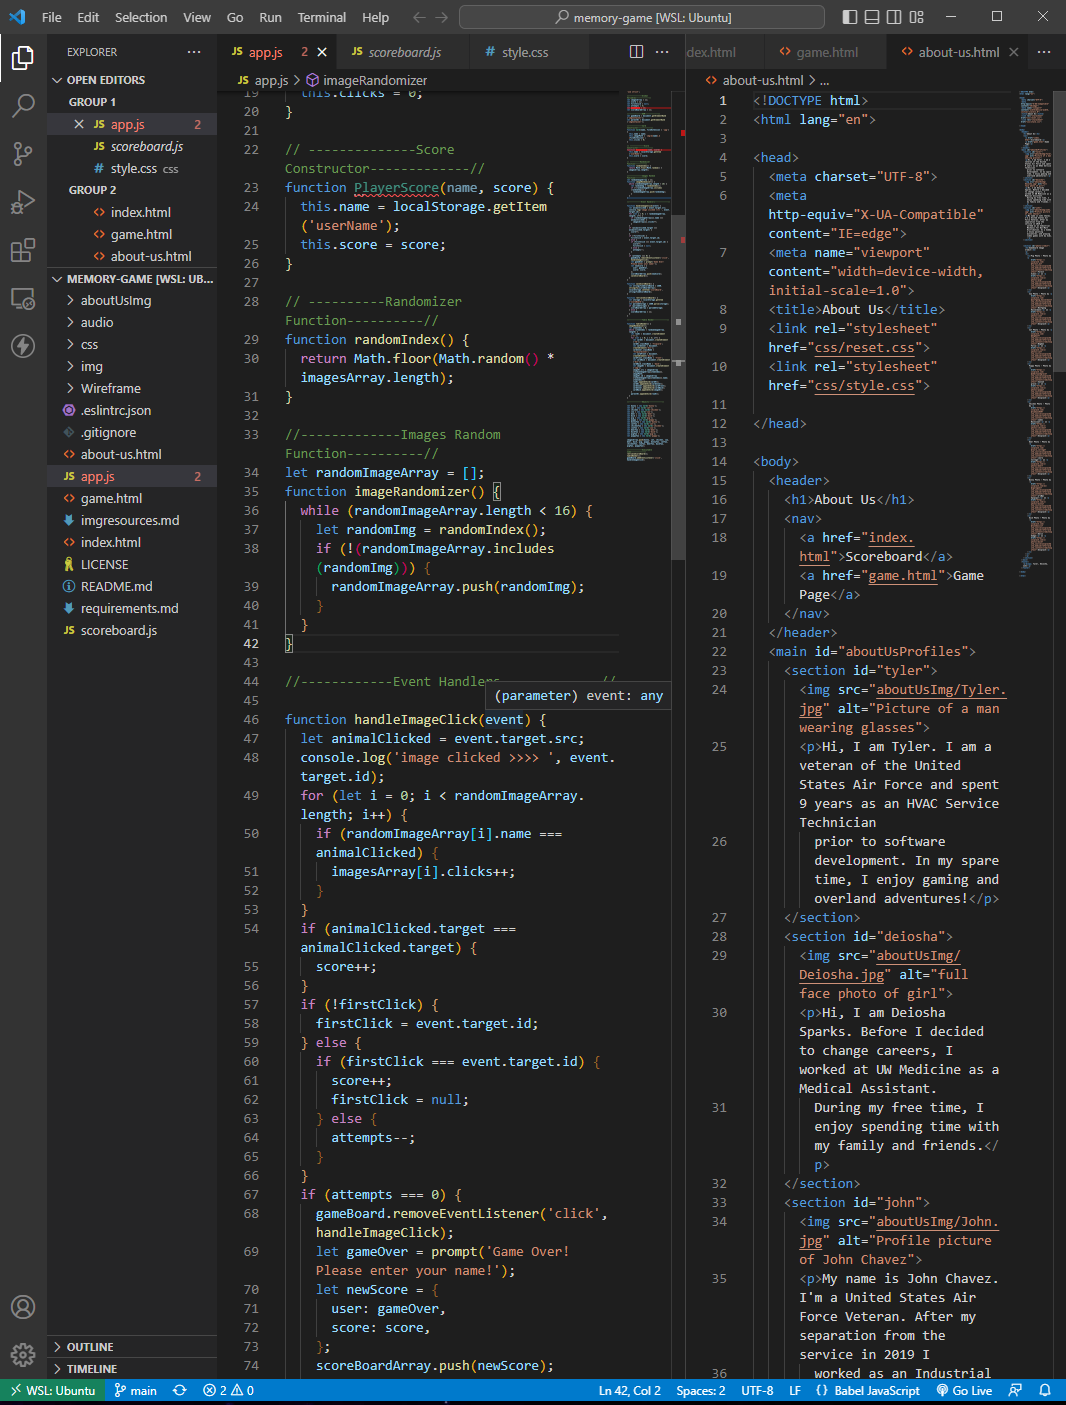 File Edit Selection View Go Run Terminal Help memory-game [WSL: Ubuntu]
EXPLORER
OPEN EDITORS
GROUP 1
JS app.js 2
JS scoreboard.js
# style.css css
GROUP 2
<> index.html
<> game.html
<> about-us.html
MEMORY-GAME [WSL: UB...
aboutUsImg
audio
css
img
Wireframe
.eslintrc.json
.gitignore
<> about-us.html
JS app.js 2
<> game.html
imgresources.md
<> index.html
LICENSE
README.md
requirements.md
JS scoreboard.js
OUTLINE
TIMELINE
JS app.js 2 JS scoreboard.js # style.css
JS app.js > imageRandomizer
19 this.clicks = 0;
20 }
21
22 // --------------Score
Constructor-------------//
23 function PlayerScore(name, score) {
24 this.name = localStorage.getItem
('userName');
25 this.score = score;
26 }
27
28 // ----------Randomizer
Function----------//
29 function randomIndex() {
30 return Math.floor(Math.random() *
imagesArray.length);
31 }
32
33 //-------------Images Random
Function----------//
34 let randomImageArray = [];
35 function imageRandomizer() {
36 while (randomImageArray.length < 16) {
37 let randomImg = randomIndex();
38 if (!(randomImageArray.includes
(randomImg))) {
39 randomImageArray.push(randomImg);
40 }
41 }
42 }
43
44 //------------Event Handlers //
(parameter) event: any
45
46 function handleImageClick(event) {
47 let animalClicked = event.target.src;
48 console.log('image clicked >>>> ', event.
target.id);
49 for (let i = 0; i < randomImageArray.
length; i++) {
50 if (randomImageArray[i].name ===
animalClicked) {
51 imagesArray[i].clicks++;
52 }
53 }
54 if (animalClicked.target ===
animalClicked.target) {
55 score++;
56 }
57 if (!firstClick) {
58 firstClick = event.target.id;
59 } else {
60 if (firstClick === event.target.id) {
61 score++;
62 firstClick = null;
63 } else {
64 attempts--;
65 }
66 }
67 if (attempts === 0) {
68 gameBoard.removeEventListener('click',
handleImageClick);
69 let gameOver = prompt('Game Over!
Please enter your name!');
70 let newScore = {
71 user: gameOver,
72 score: score,
73 };
74 scoreBoardArray.push(newScore);
dex.html <> game.html <> about-us.html
<> about-us.html > ...
1 <!DOCTYPE html>
2 <html lang="en">
3
4 <head>
5 <meta charset="UTF-8">
6 <meta
http-equiv="X-UA-Compatible"
content="IE=edge">
7 <meta name="viewport"
content="width=device-width,
initial-scale=1.0">
8 <title>About Us</title>
9 <link rel="stylesheet"
href="css/reset.css">
10 <link rel="stylesheet"
href="css/style.css">
11
12 </head>
13
14 <body>
15 <header>
16 <h1>About Us</h1>
17 <nav>
18 <a href="index.
html">Scoreboard</a>
19 <a href="game.html">Game
Page</a>
20 </nav>
21 </header>
22 <main id="aboutUsProfiles">
23 <section id="tyler">
24 <img src="aboutUsImg/Tyler.
jpg" alt="Picture of a man
wearing glasses">
25 <p>Hi, I am Tyler. I am a
veteran of the United
States Air Force and spent
9 years as an HVAC Service
Technician
26 prior to software
development. In my spare
time, I enjoy gaming and
overland adventures!</p>
27 </section>
28 <section id="deiosha">
29 <img src="aboutUsImg/
Deiosha.jpg" alt="full
face photo of girl">
30 <p>Hi, I am Deiosha
Sparks. Before I decided
to change careers, I
worked at UW Medicine as a
Medical Assistant.
31 During my free time, I
enjoy spending time with
my family and friends.</
p>
32 </section>
33 <section id="john">
34 <img src="aboutUsImg/John.
jpg" alt="Profile picture
of John Chavez">
35 <p>My name is John Chavez.
I'm a United States Air
Force Veteran. After my
separation from the
service in 2019 I
36 worked as an Industrial
WSL: Ubuntu main 2 0 Ln 42, Col 2 Spaces: 2 UTF-8 LF {} Babel JavaScript Go Live